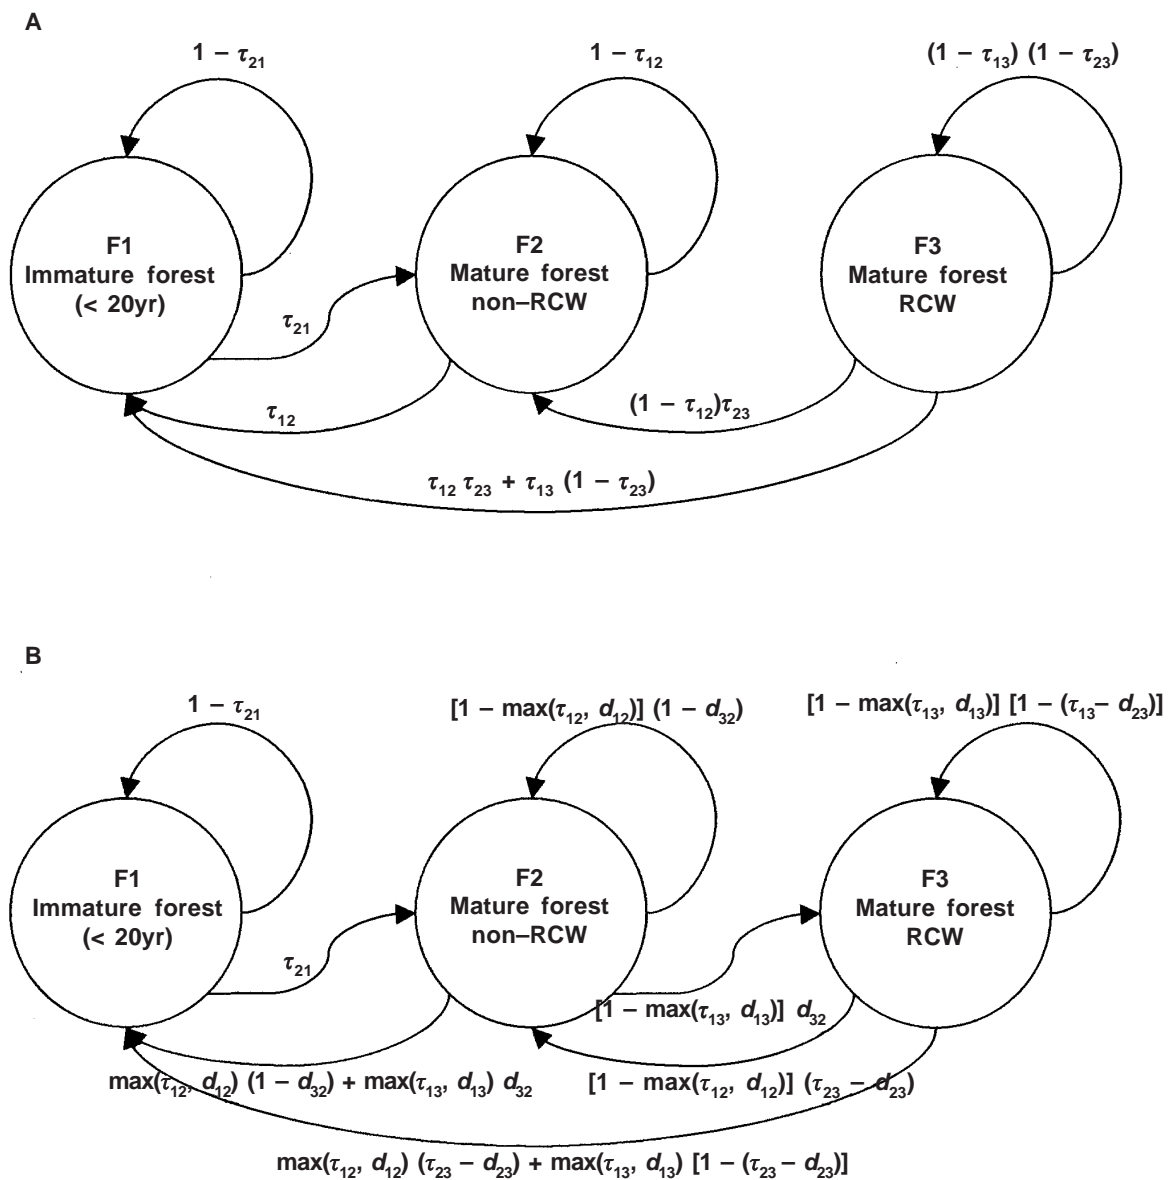 A
1 – τ₂₁
1 – τ₁₂
(1 – τ₁₃) (1 – τ₂₃)
F1
Immature forest
(< 20yr)
F2
Mature forest
non–RCW
F3
Mature forest
RCW
τ₂₁
τ₁₂
(1 – τ₁₂)τ₂₃
τ₁₂ τ₂₃ + τ₁₃ (1 – τ₂₃)
B
1 – τ₂₁
[1 – max(τ₁₂, d₁₂)] (1 – d₃₂)
[1 – max(τ₁₃, d₁₃)] [1 – (τ₁₃– d₂₃)]
F1
Immature forest
(< 20yr)
F2
Mature forest
non–RCW
F3
Mature forest
RCW
τ₂₁
[1 – max(τ₁₃, d₁₃)] d₃₂
max(τ₁₂, d₁₂) (1 – d₃₂) + max(τ₁₃, d₁₃) d₃₂
[1 – max(τ₁₂, d₁₂)] (τ₂₃ – d₂₃)
max(τ₁₂, d₁₂) (τ₂₃ – d₂₃) + max(τ₁₃, d₁₃) [1 – (τ₂₃ – d₂₃)]